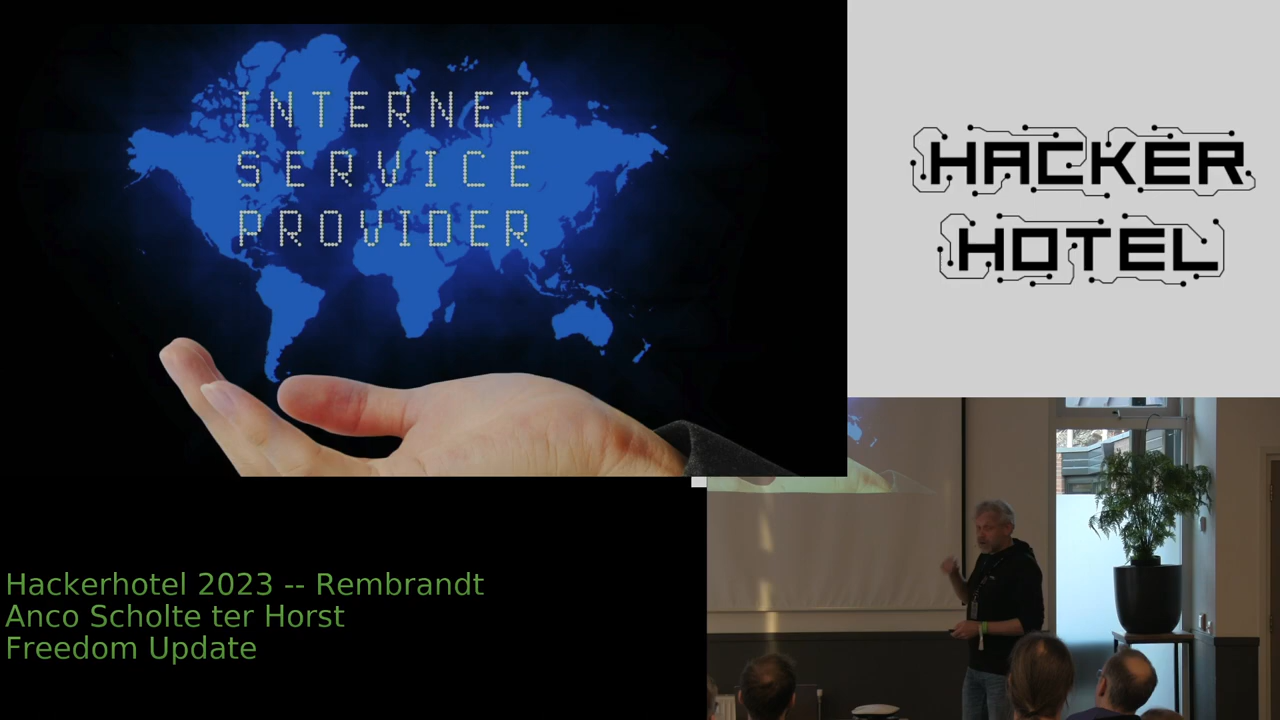 INTERNET
SERVICE
PROVIDER
HACKER
HOTEL
Hackerhotel 2023 -- Rembrandt
Anco Scholte ter Horst
Freedom Update